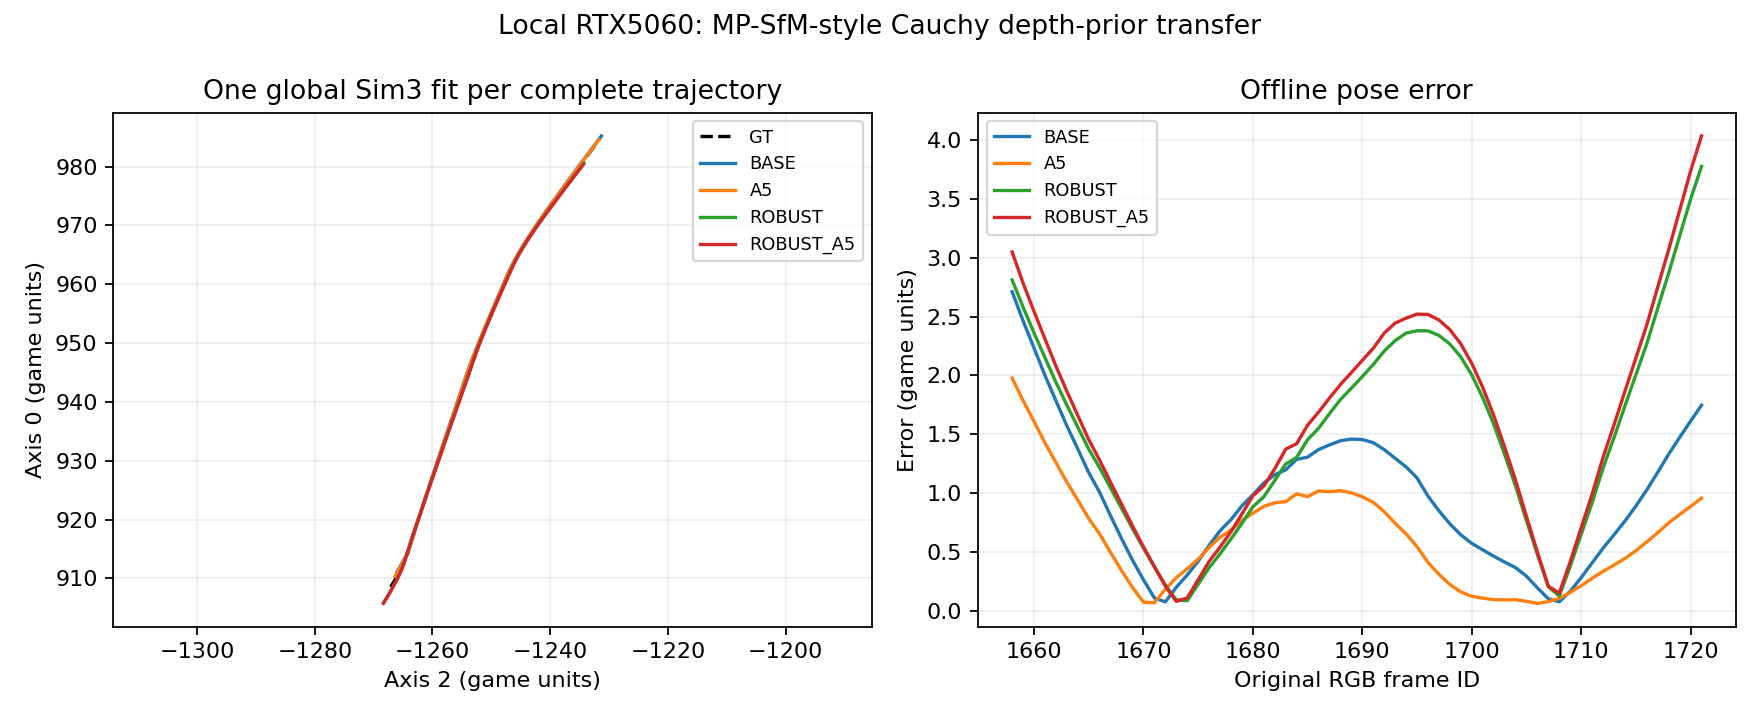 Local RTX5060: MP-SfM-style Cauchy depth-prior transfer
One global Sim3 fit per complete trajectory
GT
BASE
A5
ROBUST
ROBUST_A5
980
970
960
950
940
930
920
910
Axis 0 (game units)
−1300
−1280
−1260
−1240
−1220
−1200
Axis 2 (game units)
Offline pose error
BASE
A5
ROBUST
ROBUST_A5
4.0
3.5
3.0
2.5
2.0
1.5
1.0
0.5
0.0
Error (game units)
1660
1670
1680
1690
1700
1710
1720
Original RGB frame ID